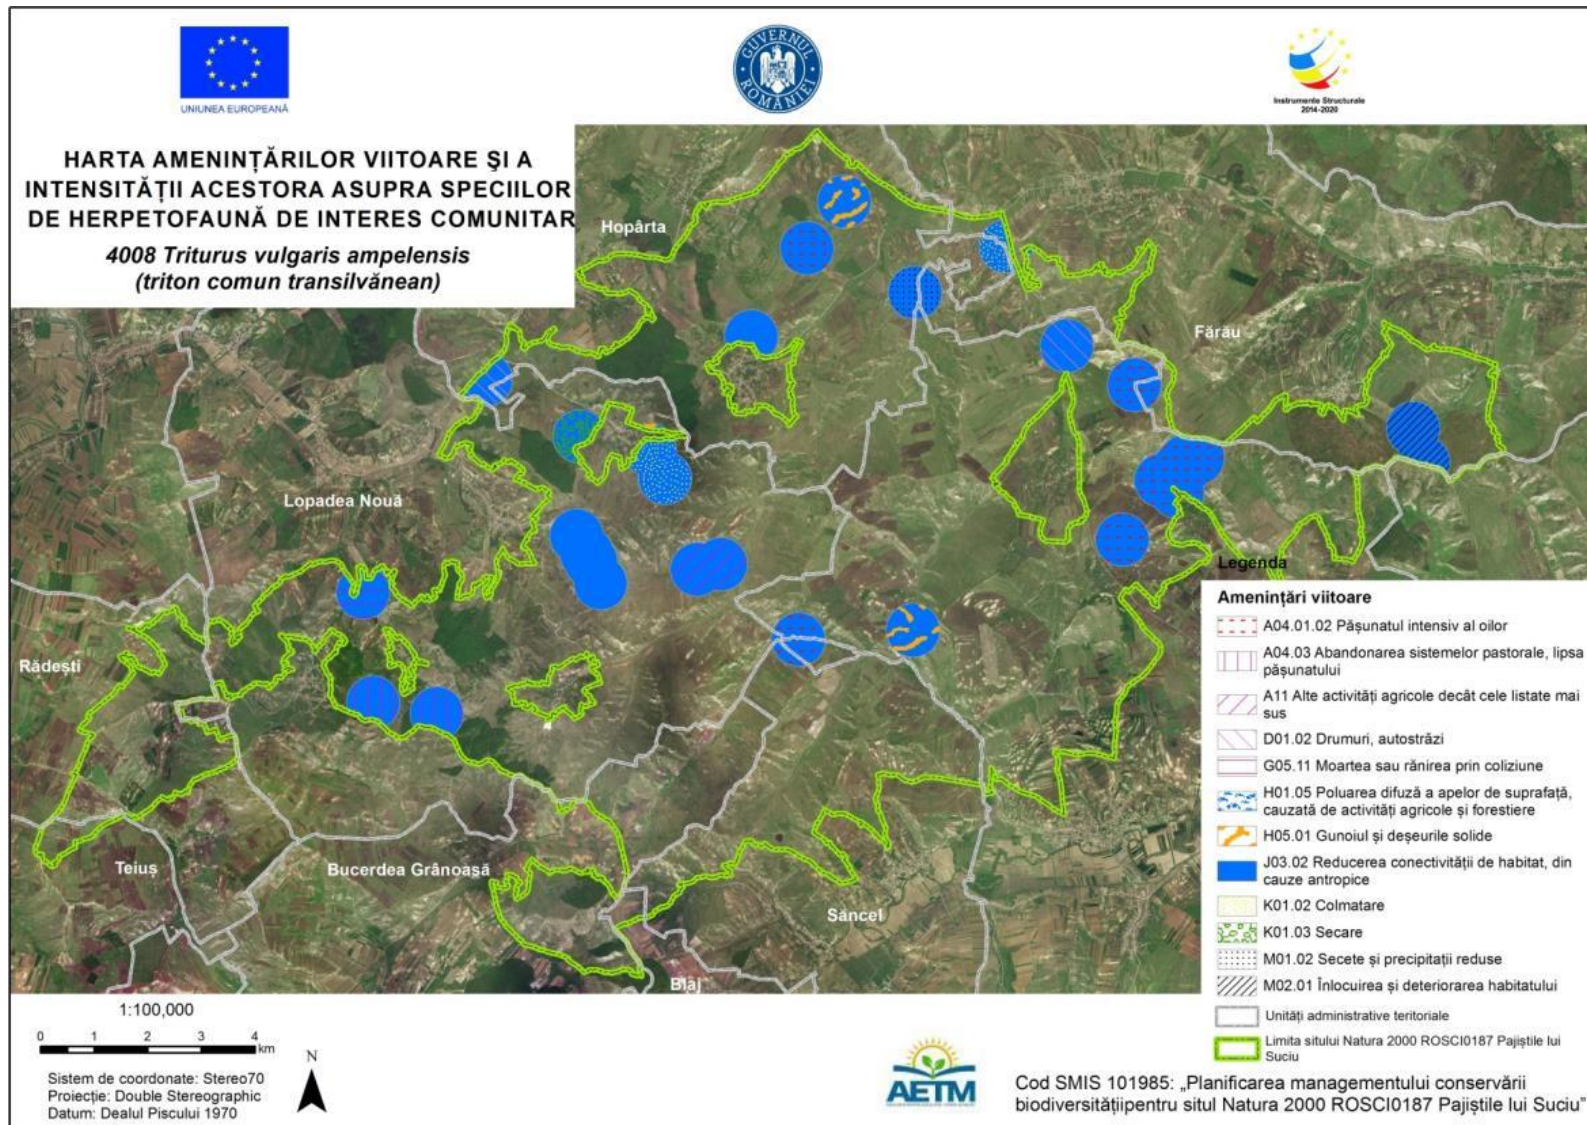 UNIUNEA EUROPEANĂ
GUVERNUL ROMÂNIEI
Instrumente Structurale
2014-2020
HARTA AMENINȚĂRILOR VIITOARE ŞI A
INTENSITĂȚII ACESTORA ASUPRA SPECIILOR
DE HERPETOFAUNĂ DE INTERES COMUNITAR
4008 Triturus vulgaris ampelensis
(triton comun transilvănean)
Hopârta
Fărău
Lopadea Nouă
Rădești
Teiuș
Bucerdea Grânoasă
Săncel
Blaj
Legenda
Amenințări viitoare
A04.01.02 Pășunatul intensiv al oilor
A04.03 Abandonarea sistemelor pastorale, lipsa
pășunatului
A11 Alte activități agricole decât cele listate mai
sus
D01.02 Drumuri, autostrăzi
G05.11 Moartea sau rănirea prin coliziune
H01.05 Poluarea difuză a apelor de suprafață,
cauzată de activități agricole și forestiere
H05.01 Gunoiul și deșeurile solide
J03.02 Reducerea conectivității de habitat, din
cauze antropice
K01.02 Colmatare
K01.03 Secare
M01.02 Secete și precipitații reduse
M02.01 Înlocuirea și deteriorarea habitatului
Unități administrative teritoriale
Limita sitului Natura 2000 ROSCI0187 Pajiștile lui
Suciu
1:100,000
0 1 2 3 4
km
N
Sistem de coordonate: Stereo70
Proiecție: Double Stereographic
Datum: Dealul Piscului 1970
AETM
Cod SMIS 101985: „Planificarea managementului conservării
biodiversitățiipentru situl Natura 2000 ROSCI0187 Pajiștile lui Suciu”